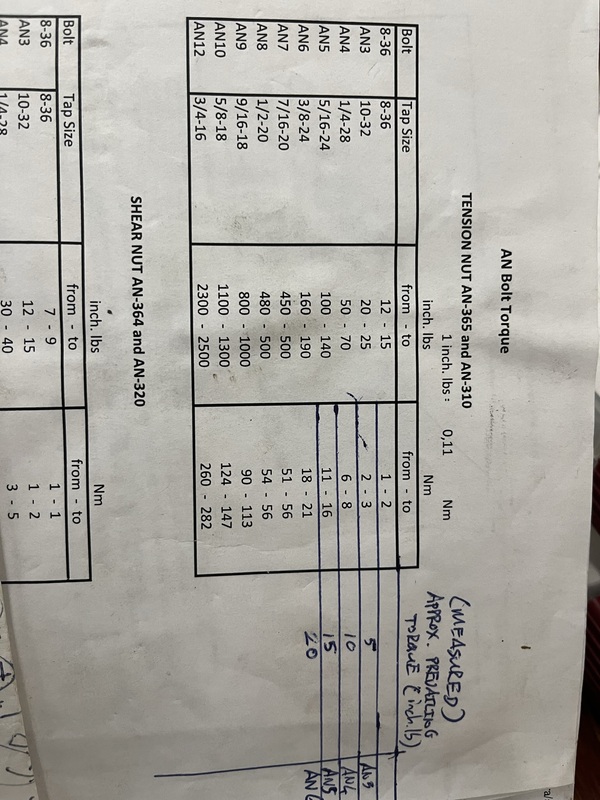 AN Bolt Torque
TENSION NUT AN-365 and AN-310
1 inch. lbs : 0,11 Nm
inch. lbs Nm
Bolt Tap Size from - to from - to
8-36 8-36 12 - 15 1 - 2
AN3 10-32 20 - 25 2 - 3
AN4 1/4-28 50 - 70 6 - 8
AN5 5/16-24 100 - 140 11 - 16
AN6 3/8-24 160 - 190 18 - 21
AN7 7/16-20 450 - 500 51 - 56
AN8 1/2-20 480 - 500 54 - 56
AN9 9/16-18 800 - 1000 90 - 113
AN10 5/8-18 1100 - 1300 124 - 147
AN12 3/4-16 2300 - 2500 260 - 282
(MEASURED)
APPROX. PREVAILING
TORQUE (inch.lb)
5 AN3
10 AN4
15 AN5
20 AN6
SHEAR NUT AN-364 and AN-320
inch. lbs Nm
Bolt Tap Size from - to from - to
8-36 8-36 7 - 9 1 - 1
AN3 10-32 12 - 15 1 - 2
AN4 1/4-28 30 - 40 3 - 5